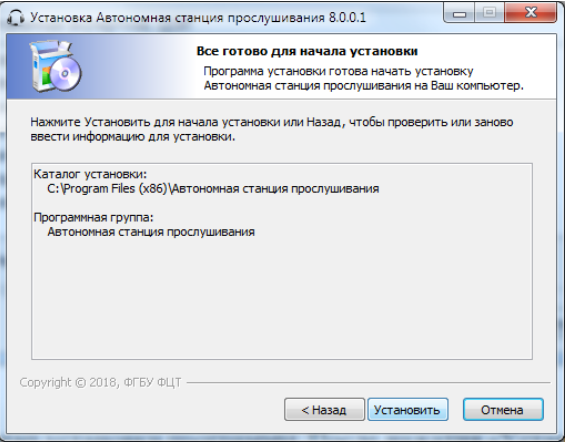 Установка Автономная станция прослушивания 8.0.0.1
Все готово для начала установки
Программа установки готова начать установку
Автономная станция прослушивания на Ваш компьютер.
Нажмите Установить для начала установки или Назад, чтобы проверить или заново
ввести информацию для установки.
Каталог установки:
C:\Program Files (x86)\Автономная станция прослушивания
Программная группа:
Автономная станция прослушивания
Copyright © 2018, ФГБУ ФЦТ
< Назад
Установить
Отмена